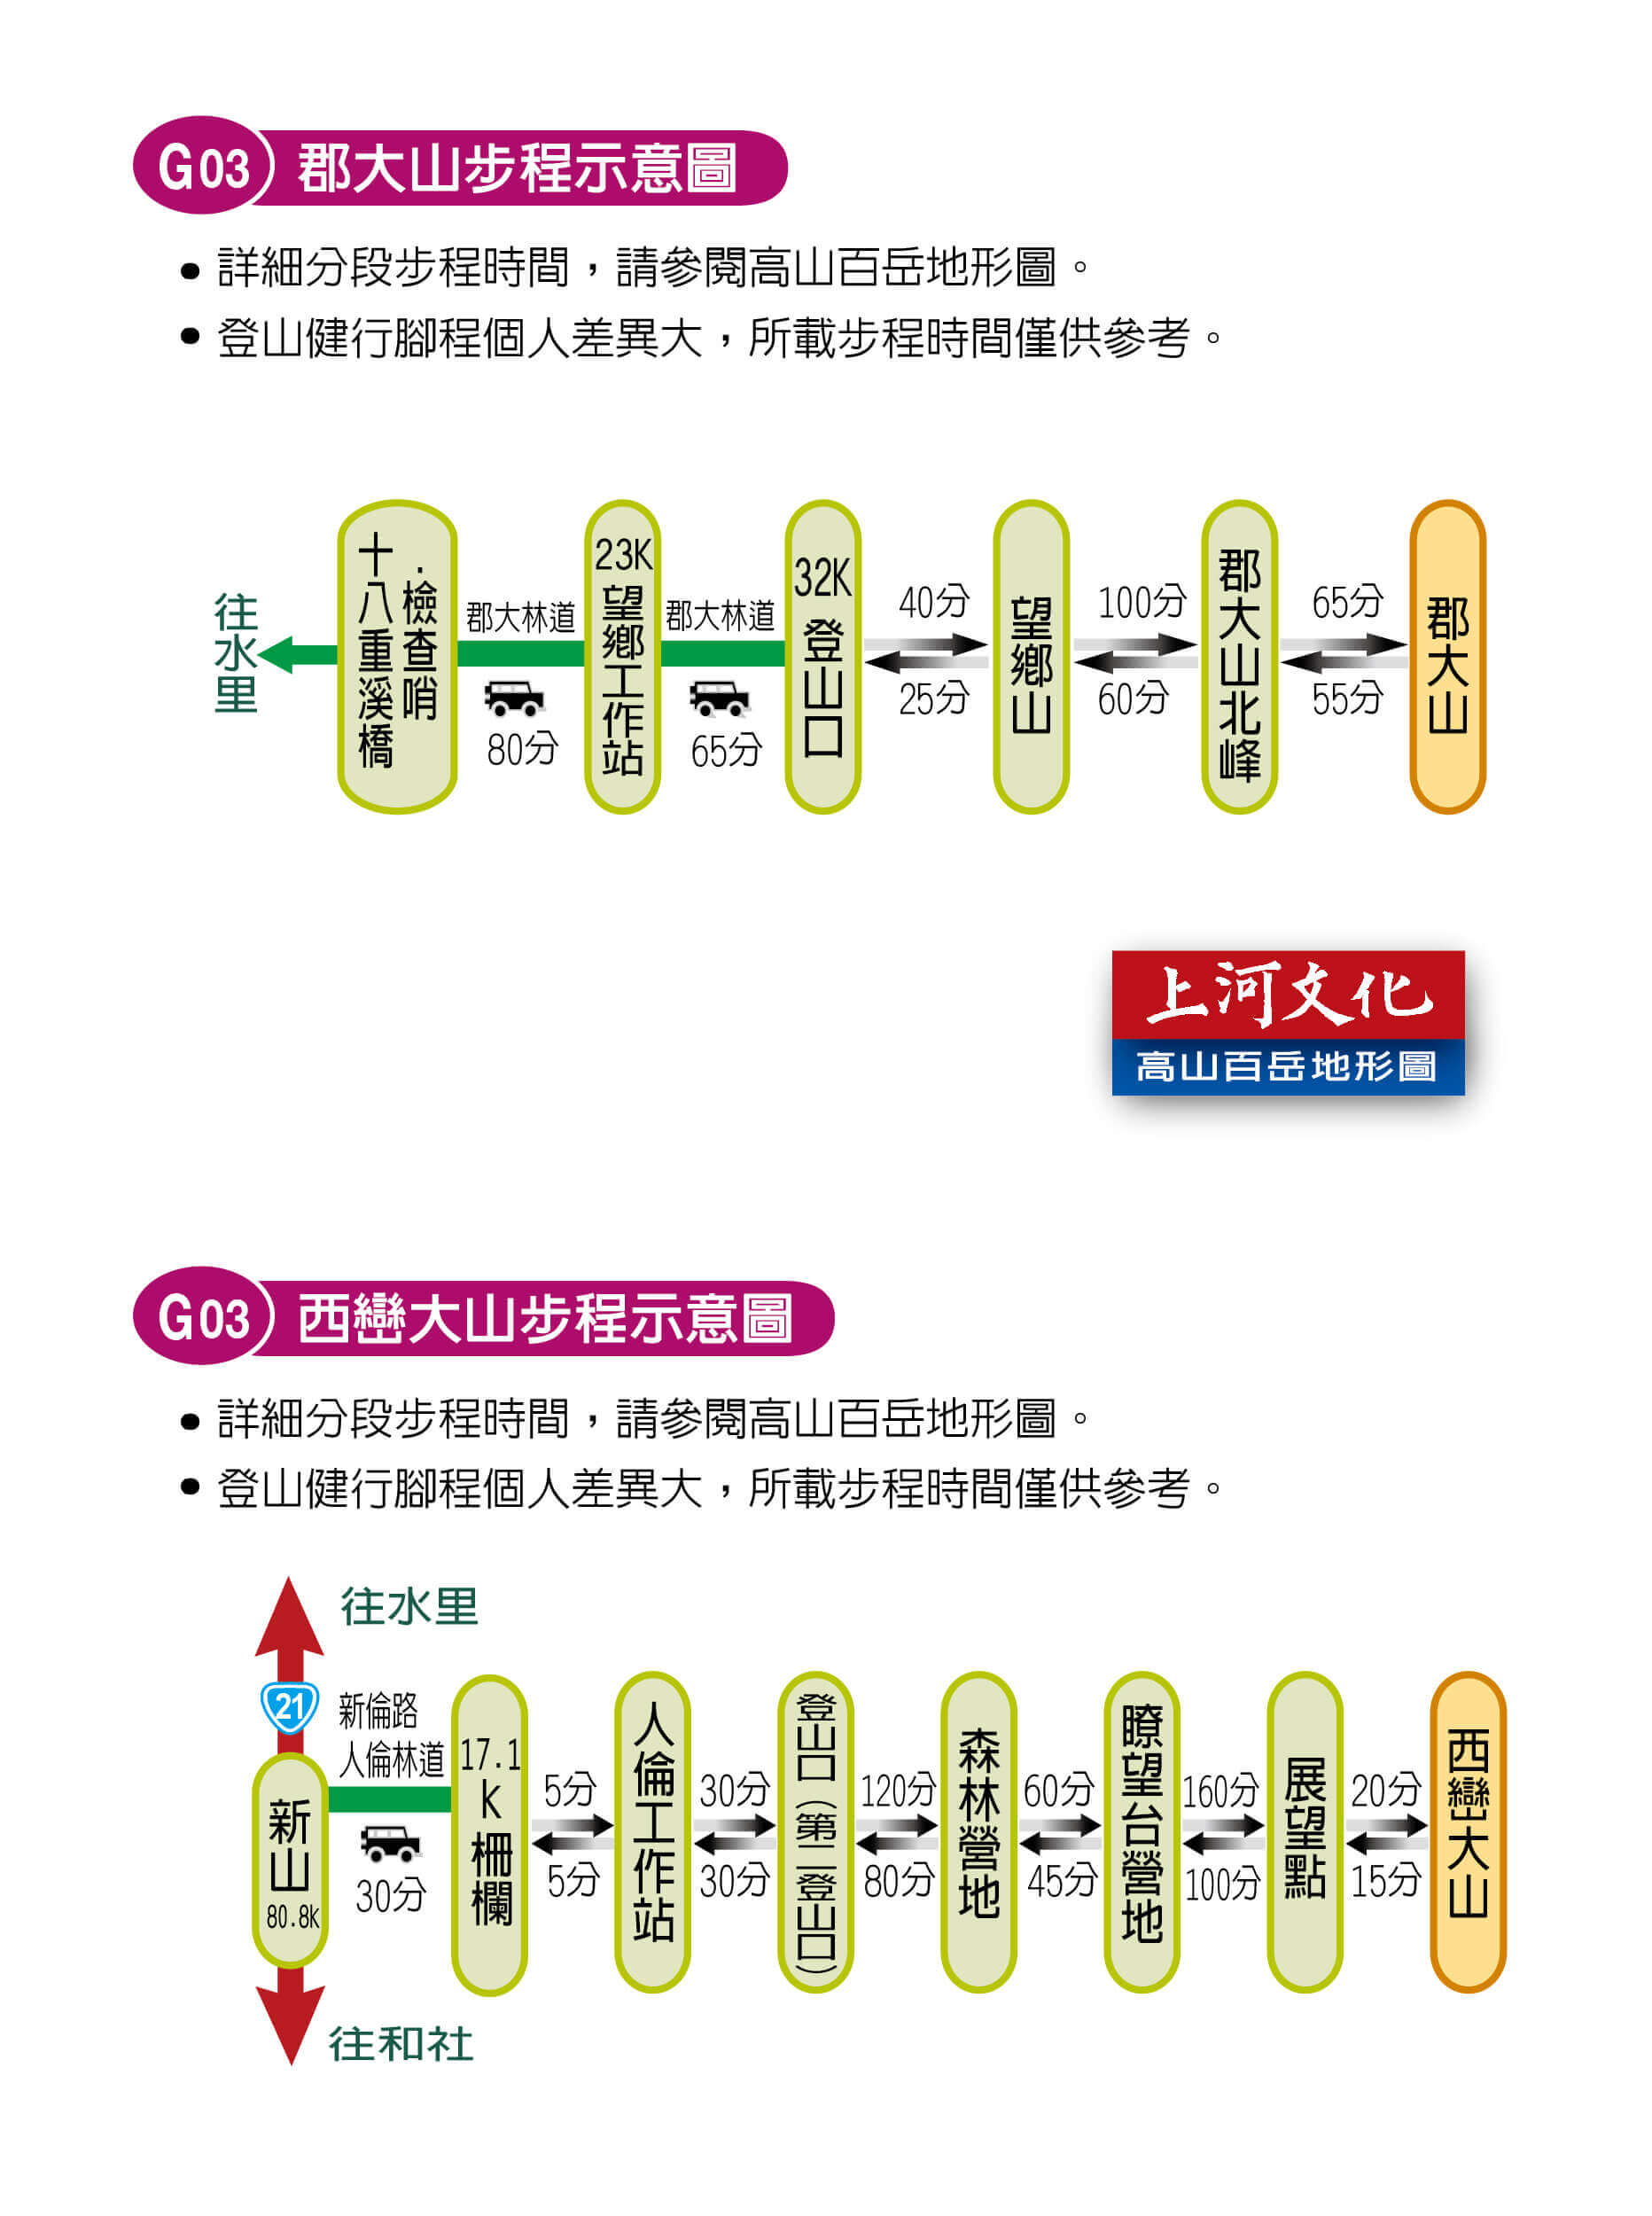 G03 郡大山步程示意圖
● 詳細分段步程時間，請參閱高山百岳地形圖。
● 登山健行腳程個人差異大，所載步程時間僅供參考。
往水里
十八重溪橋
．檢查哨
郡大林道
80分
23K望鄉工作站
郡大林道
65分
32K登山口
40分
25分
望鄉山
100分
60分
郡大山北峰
65分
55分
郡大山
上河文化
高山百岳地形圖
G03 西巒大山步程示意圖
● 詳細分段步程時間，請參閱高山百岳地形圖。
● 登山健行腳程個人差異大，所載步程時間僅供參考。
往水里
21
新山
80.8k
往和社
新倫路
人倫林道
30分
17.1
k
柵欄
5分
5分
人倫工作站
30分
30分
登山口（第一登山口）
120分
80分
森林營地
60分
45分
瞭望台營地
160分
100分
展望點
20分
15分
西巒大山